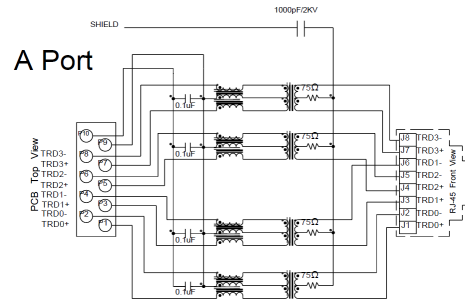 1000pF/2KV
SHIELD
A Port
75Ω
0.1uF
P10
P9
TRD3- P8
TRD3+ P7
TRD2- P6
TRD2+ P5
TRD1- P4
TRD1+ P3
TRD0- P2
TRD0+ P1
PCB Top View
75Ω
0.1uF
75Ω
0.1uF
75Ω
0.1uF
J8 TRD3-
J7 TRD3+
J6 TRD1-
J5 TRD2-
J4 TRD2+
J3 TRD1+
J2 TRD0-
J1 TRD0+
RJ-45 Front View